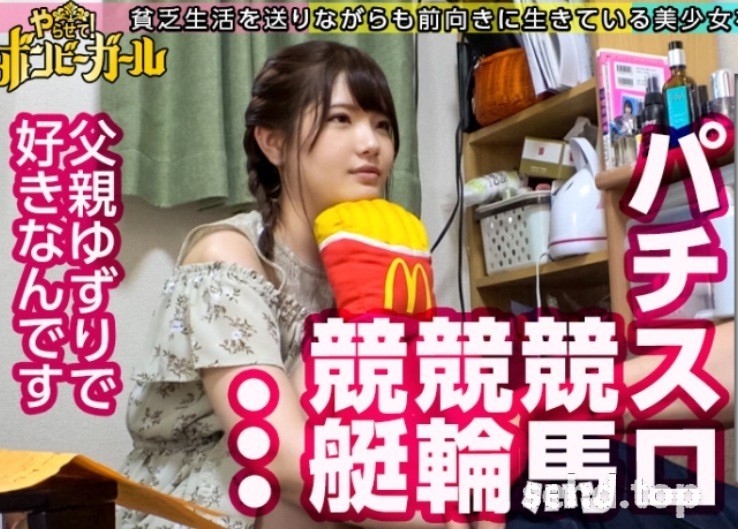 やらせて!
ボンビーガール
貧乏生活を送りながらも前向きに生きている美少女
父親ゆずりで
好きなんです
パチスロ
競馬
競輪
競艇
・・・